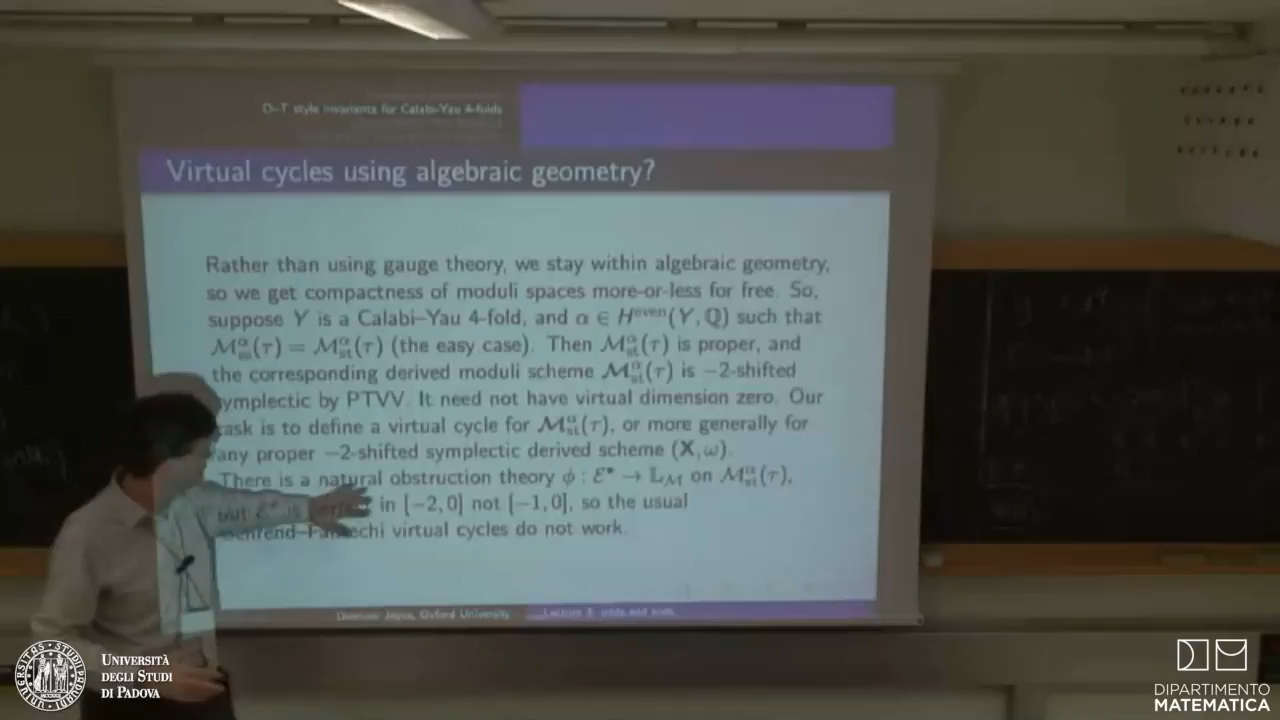 D–T style invariants for Calabi–Yau 4-folds
Virtual cycles using algebraic geometry?
Rather than using gauge theory, we stay within algebraic geometry,
so we get compactness of moduli spaces more-or-less for free. So,
suppose Y is a Calabi–Yau 4-fold, and α ∈ H^even(Y, ℚ) such that
𝓜^α_ss(τ) = 𝓜^α_st(τ) (the easy case). Then 𝓜^α_st(τ) is proper, and
the corresponding derived moduli scheme 𝓜^α_st(τ) is −2-shifted
symplectic by PTVV. It need not have virtual dimension zero. Our
task is to define a virtual cycle for 𝓜^α_st(τ), or more generally for
any proper −2-shifted symplectic derived scheme (X, ω).
There is a natural obstruction theory φ : 𝓔• → 𝕃_𝓜 on 𝓜^α_st(τ),
but 𝓔• is in [−2, 0] not [−1, 0], so the usual
virtual cycles do not work.
Dominic Joyce, Oxford University
UNIVERSITÀ
DEGLI STUDI
DI PADOVA
DIPARTIMENTO
MATEMATICA